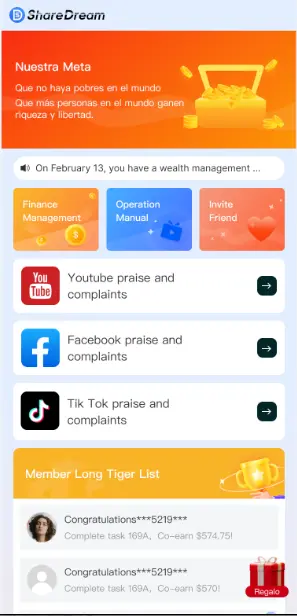 ShareDream
Nuestra Meta
Que no haya pobres en el mundo
Que más personas en el mundo ganen
riqueza y libertad.
On February 13, you have a wealth management ...
Finance
Management
Operation
Manual
Invite
Friend
You
Tube
Youtube praise and
complaints
Facebook praise and
complaints
Tik Tok praise and
complaints
Member Long Tiger List
Congratulations***5219***
Complete task 169A, Co-earn $574.75!
Congratulations***5219***
Complete task 169A, Co-earn $570!
Regalo